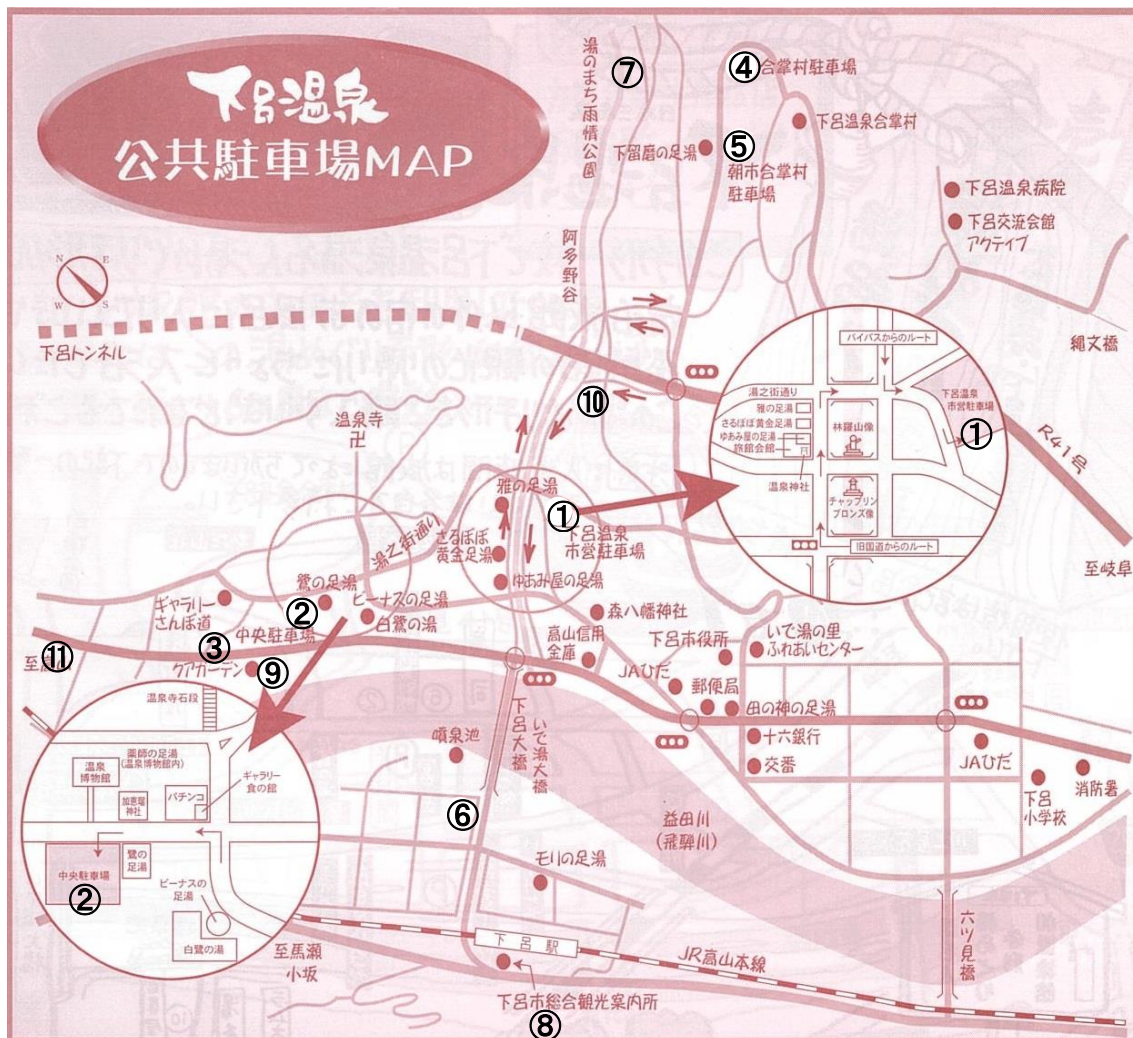 下呂温泉
公共駐車場MAP
湯のまち雨情公園
⑦
④
合掌村駐車場
下呂温泉合掌村
下留磨の足湯
⑤
朝市合掌村
駐車場
下呂温泉病院
下呂交流会館
アクティブ
N
E
W
S
阿多野谷
下呂トンネル
縄文橋
⑩
温泉寺
卍
バイパスからのルート
湯之街通り
雅の足湯
さるぼぼ黄金足湯
ゆあみ屋の足湯
旅館会館
温泉神社
林羅山像
チャップリン
ブロンズ像
下呂温泉
市営駐車場
①
旧国道からのルート
R41号
至岐阜
雅の足湯
①
さるぼぼ
黄金足湯
下呂温泉
市営駐車場
ゆあみ屋の足湯
湯之街通り
鷺の足湯
②
ビーナスの足湯
白鷺の湯
ギャラリー
さんぽ道
中央駐車場
③
⑪
クアガーデン
⑨
森八幡神社
高山信用
金庫
下呂市役所
いで湯の里
ふれあいセンター
JAひだ
郵便局
田の神の足湯
十六銀行
交番
JAひだ
下呂
小学校
消防署
温泉寺石段
薬師の足湯
(温泉博物館内)
温泉
博物館
加恵瑠
神社
パチンコ
ギャラリー
食の館
中央駐車場
②
鷺の
足湯
ビーナスの
足湯
白鷺の湯
噴泉池
下呂大橋
いで湯大橋
⑥
益田川
(飛騨川)
モリの足湯
六ツ見橋
至馬瀬
小坂
下呂駅
JR高山本線
下呂市総合観光案内所
⑧